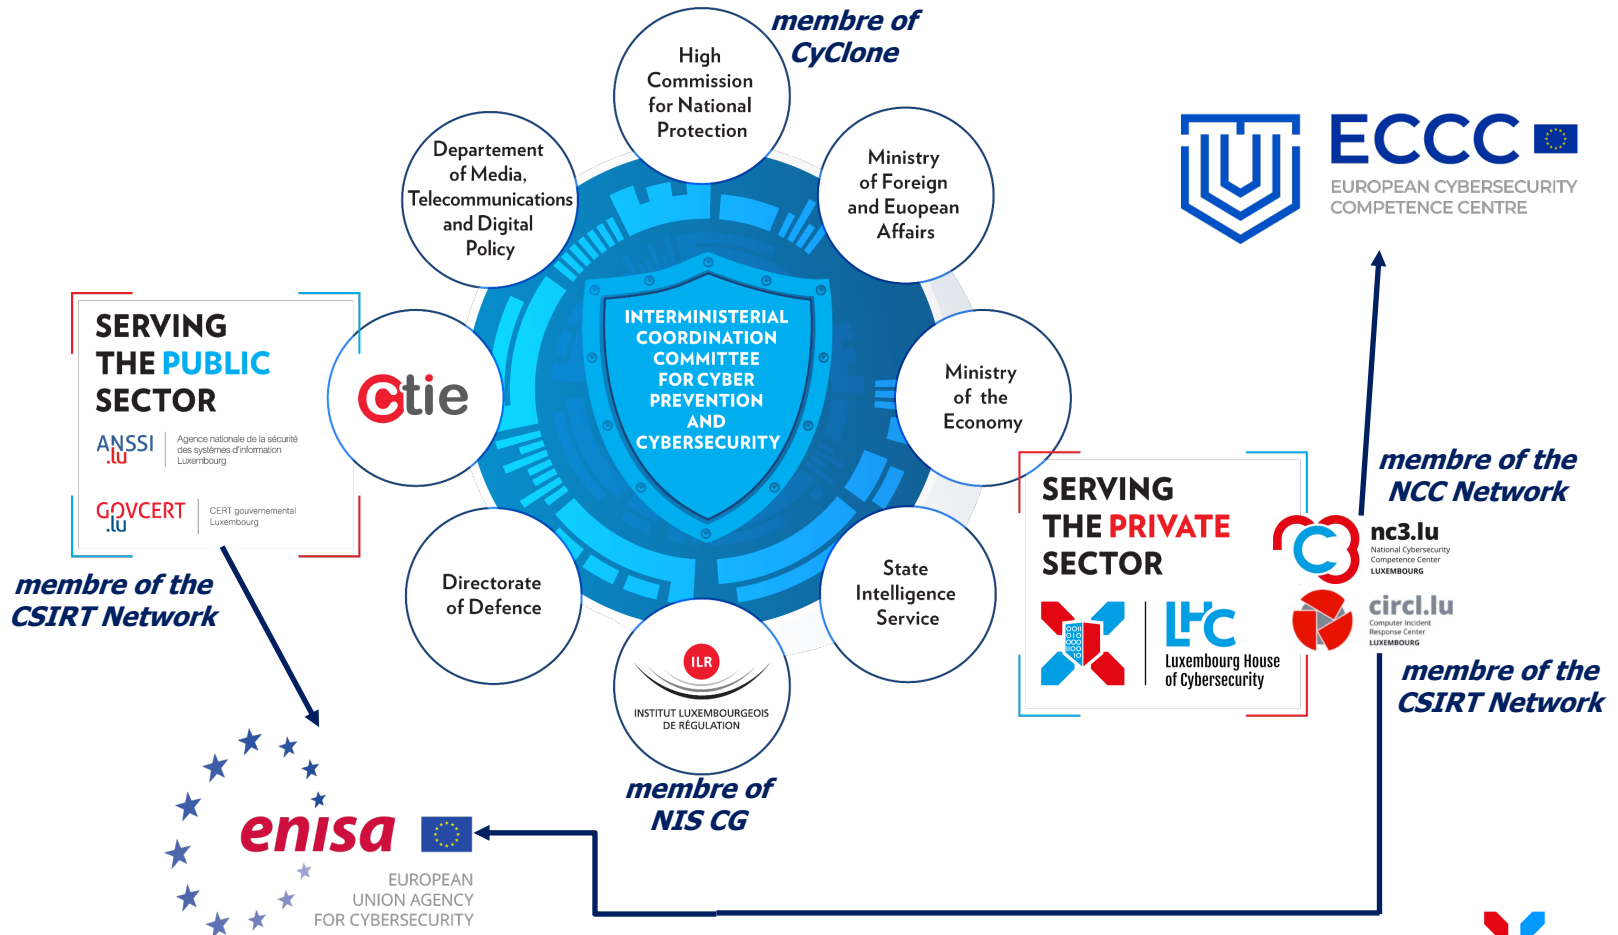 membre of
CyClone
High
Commission
for National
Protection
Departement
of Media,
Telecommunications
and Digital
Policy
Ministry
of Foreign
and Euopean
Affairs
ECCC
EUROPEAN CYBERSECURITY
COMPETENCE CENTRE
INTERMINISTERIAL
COORDINATION
COMMITTEE
FOR CYBER
PREVENTION
AND
CYBERSECURITY
SERVING
THE PUBLIC
SECTOR
ANSSI
.lu
Agence nationale de la sécurité
des systèmes d'information
Luxembourg
GOVCERT
.lu
CERT gouvernemental
Luxembourg
ctie
Ministry
of the
Economy
membre of the
CSIRT Network
Directorate
of Defence
State
Intelligence
Service
SERVING
THE PRIVATE
SECTOR
LHC
Luxembourg House
of Cybersecurity
membre of the
NCC Network
nc3.lu
National Cybersecurity
Competence Center
LUXEMBOURG
circl.lu
Computer Incident
Response Center
LUXEMBOURG
membre of the
CSIRT Network
ILR
INSTITUT LUXEMBOURGEOIS
DE RÉGULATION
membre of
NIS CG
enisa
EUROPEAN
UNION AGENCY
FOR CYBERSECURITY